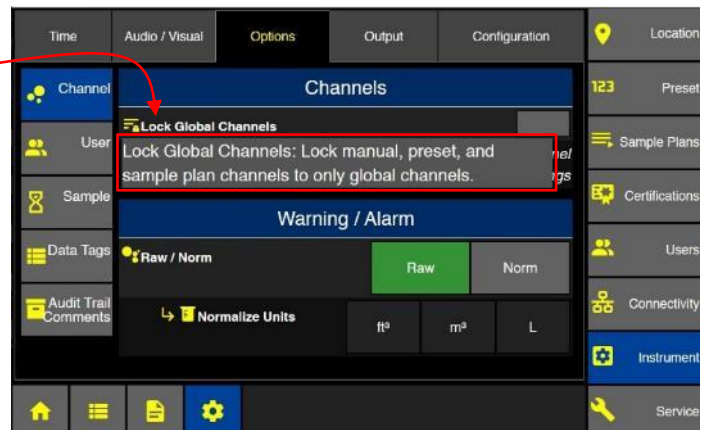 Time
Audio / Visual
Options
Output
Configuration
Location
Channel
Channels
123
Preset
Lock Global Channels
User
Lock Global Channels: Lock manual, preset, and
sample plan channels to only global channels.
nel
ngs
Sample Plans
Sample
Certifications
Warning / Alarm
Data Tags
Raw / Norm
Raw
Norm
Users
Audit Trail
Comments
Normalize Units
ft³
m³
L
Connectivity
Instrument
Service